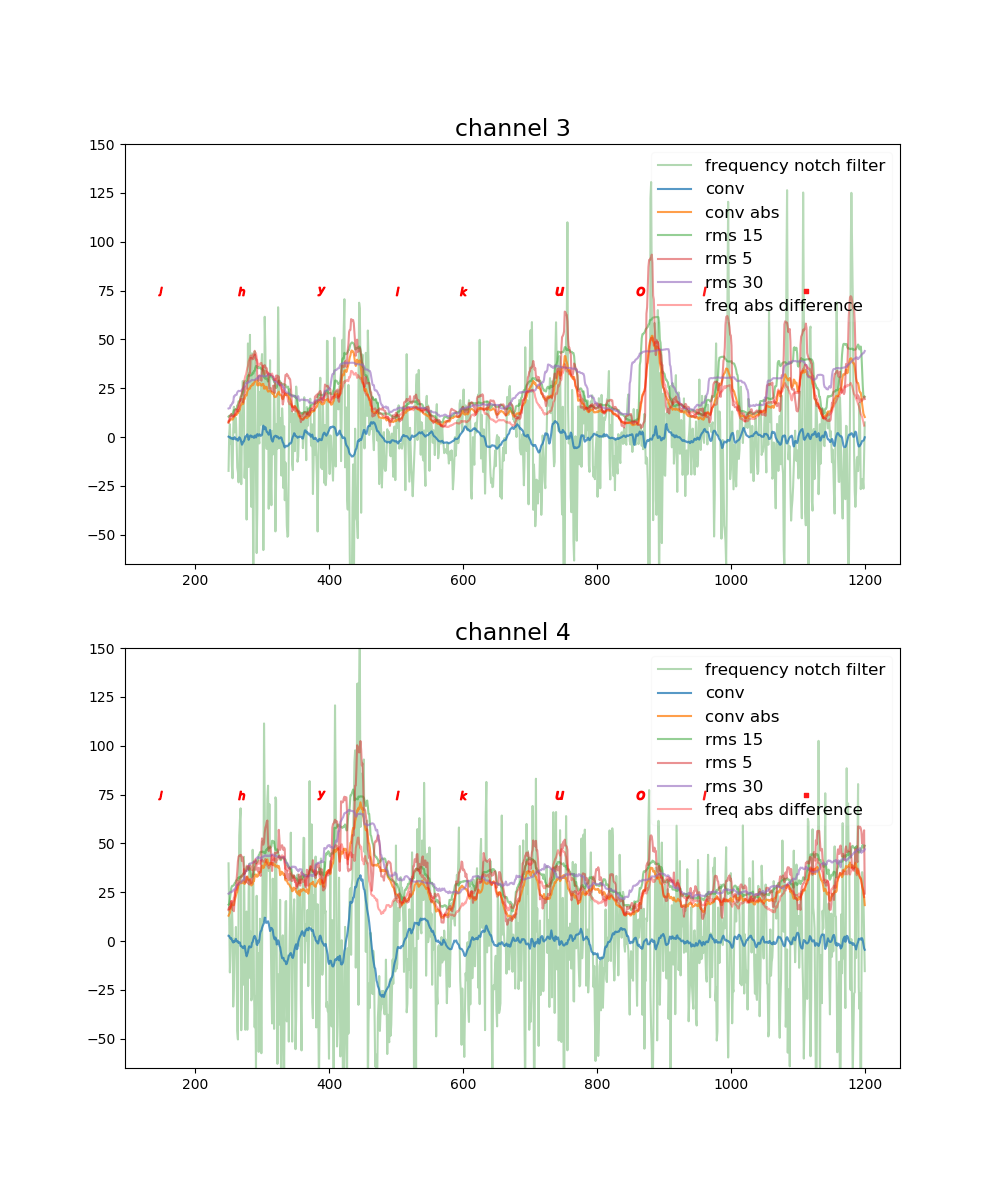 channel 3
150
125
100
75
50
25
0
−25
−50
frequency notch filter
conv
conv abs
rms 15
rms 5
rms 30
freq abs difference
J h y l k u o l .
200 400 600 800 1000 1200
channel 4
150
125
100
75
50
25
0
−25
−50
frequency notch filter
conv
conv abs
rms 15
rms 5
rms 30
freq abs difference
J h y l k u o l .
200 400 600 800 1000 1200